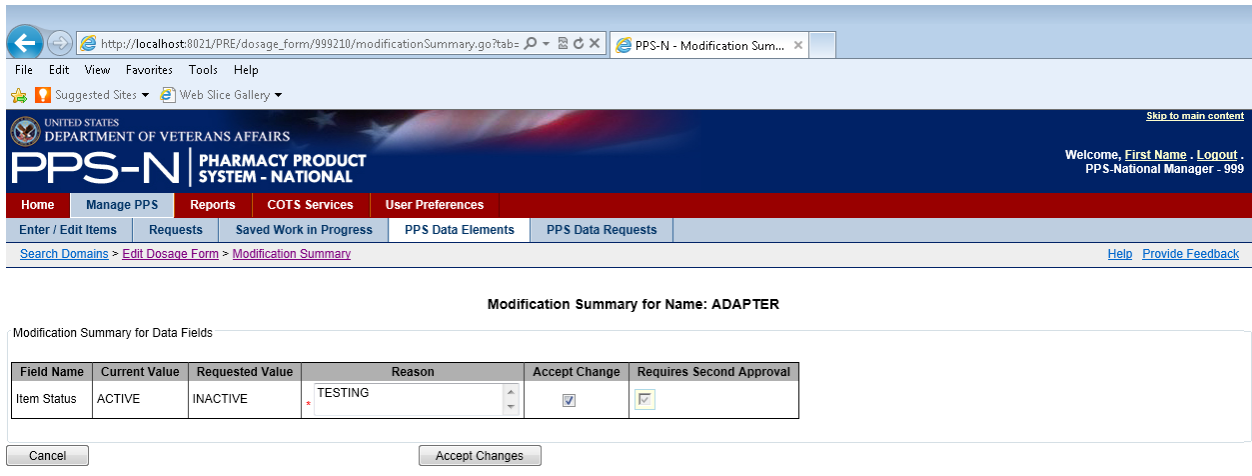 http://localhost:8021/PRE/dosage_form/999210/modificationSummary.go?tab=
PPS-N - Modification Sum...
File Edit View Favorites Tools Help
Suggested Sites Web Slice Gallery
Skip to main content
UNITED STATES
DEPARTMENT OF VETERANS AFFAIRS
PPS-N
PHARMACY PRODUCT
SYSTEM - NATIONAL
Welcome, First Name . Logout .
PPS-National Manager - 999
Home Manage PPS Reports COTS Services User Preferences
Enter / Edit Items Requests Saved Work in Progress PPS Data Elements PPS Data Requests
Search Domains > Edit Dosage Form > Modification Summary Help Provide Feedback
Modification Summary for Name: ADAPTER
Modification Summary for Data Fields
Field Name Current Value Requested Value Reason Accept Change Requires Second Approval
Item Status ACTIVE INACTIVE * TESTING
Cancel Accept Changes